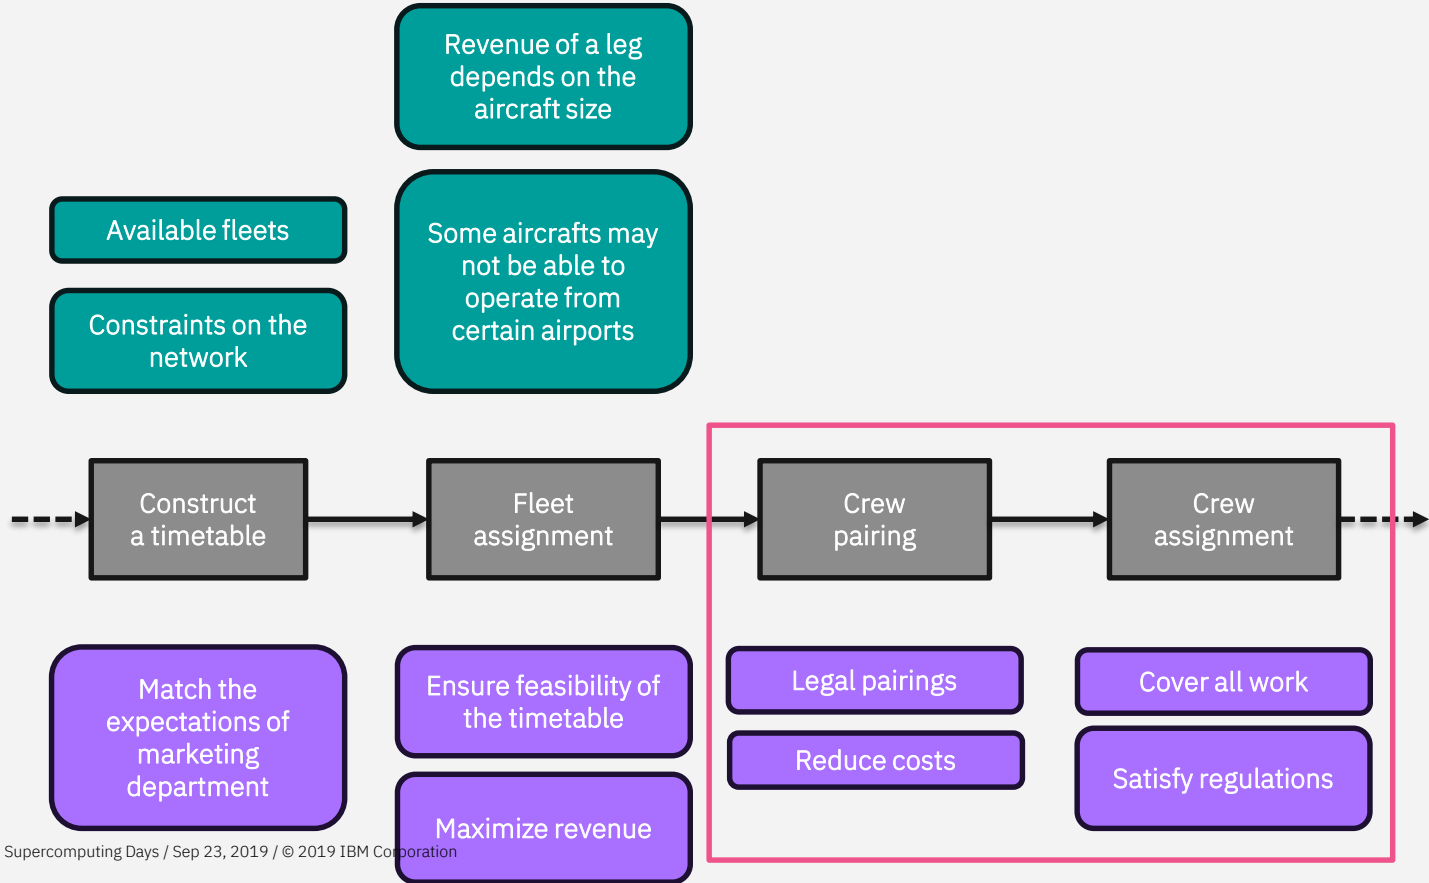 Revenue of a leg
depends on the
aircraft size
Available fleets
Some aircrafts may
not be able to
operate from
certain airports
Constraints on the
network
Construct
a timetable
Fleet
assignment
Crew
pairing
Crew
assignment
Match the
expectations of
marketing
department
Ensure feasibility of
the timetable
Maximize revenue
Legal pairings
Reduce costs
Cover all work
Satisfy regulations
Supercomputing Days / Sep 23, 2019 / © 2019 IBM Corporation